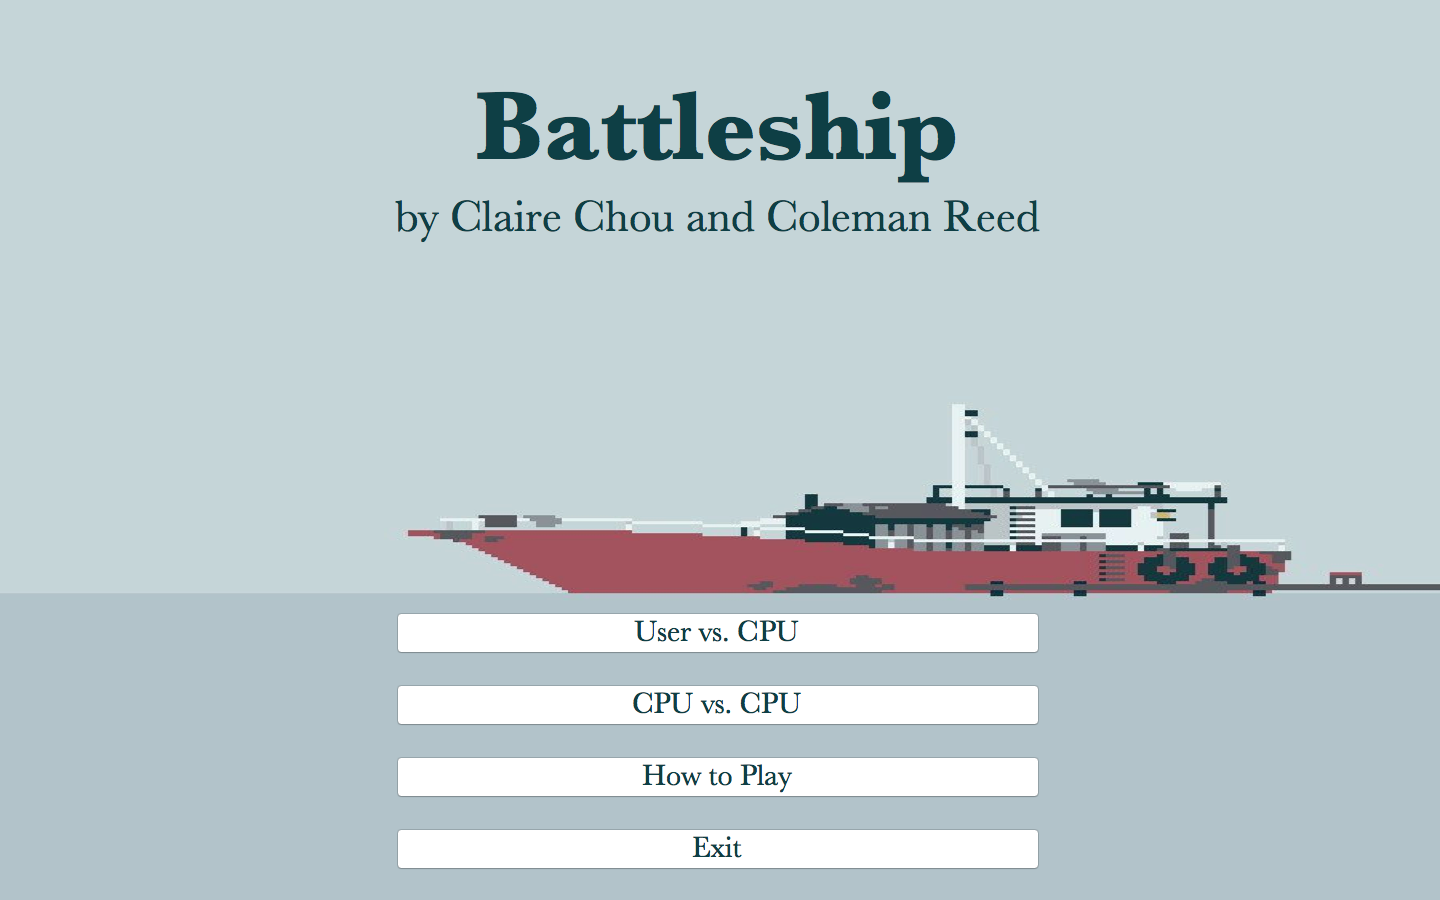 Battleship
by Claire Chou and Coleman Reed
User vs. CPU
CPU vs. CPU
How to Play
Exit